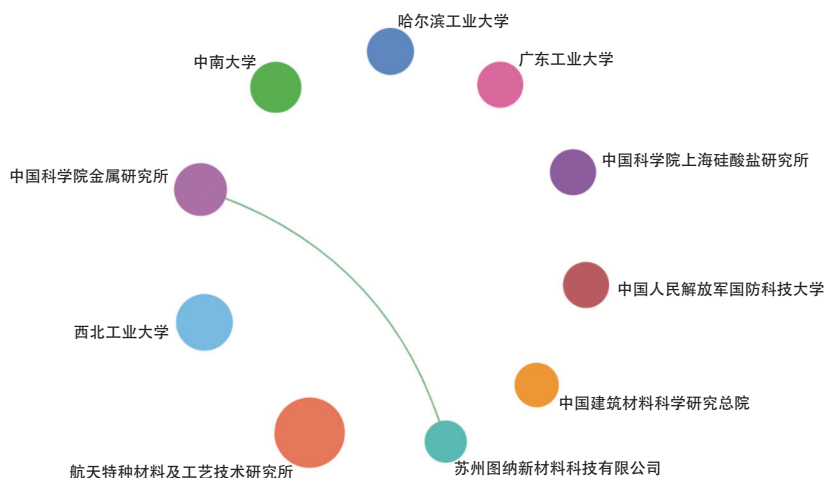 哈尔滨工业大学
中南大学
广东工业大学
中国科学院上海硅酸盐研究所
中国科学院金属研究所
中国人民解放军国防科技大学
西北工业大学
中国建筑材料科学研究总院
苏州图纳新材料科技有限公司
航天特种材料及工艺技术研究所